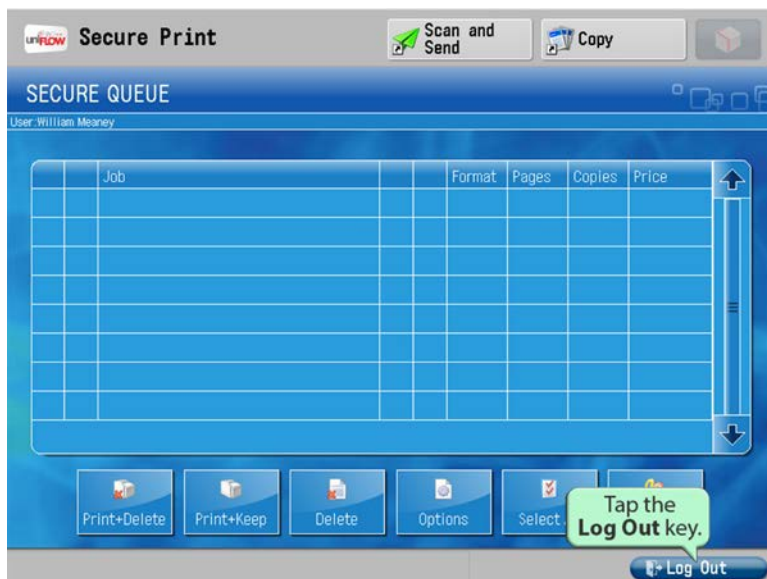 uniFLOW Secure Print
Scan and
Send
Copy
SECURE QUEUE
User:William Meaney
Job Format Pages Copies Price
Print+Delete Print+Keep Delete Options Select
Tap the
Log Out key.
Log Out